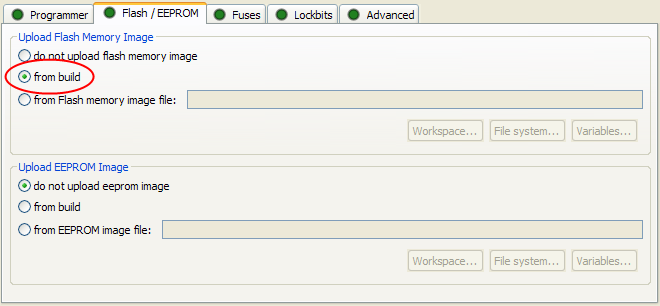 Programmer Flash / EEPROM Fuses Lockbits Advanced
Upload Flash Memory Image
do not upload flash memory image
from build
from Flash memory image file:
Workspace... File system... Variables...
Upload EEPROM Image
do not upload eeprom image
from build
from EEPROM image file:
Workspace... File system... Variables...